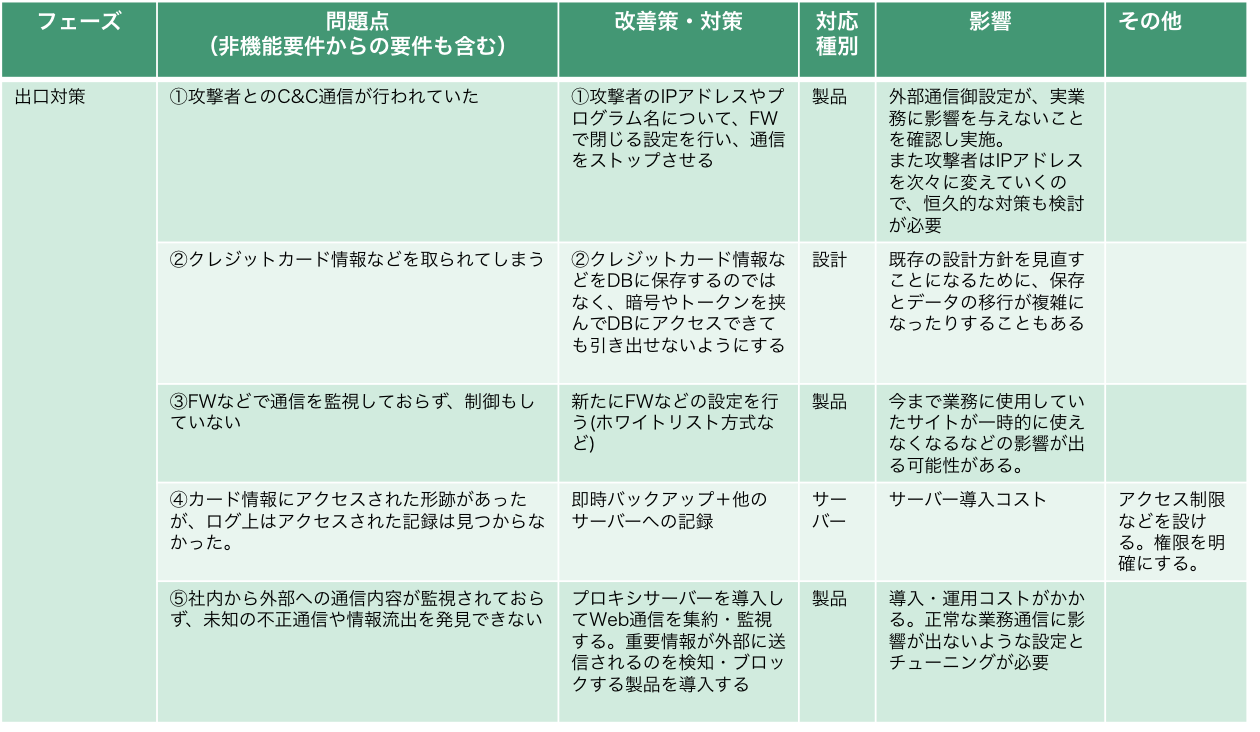 フェーズ
問題点
（非機能要件からの要件も含む）
改善策・対策
対応
種別
影響
その他
出口対策
①攻撃者とのC&C通信が行われていた
①攻撃者のIPアドレスやプ
ログラム名について、FW
で閉じる設定を行い、通信
をストップさせる
製品
外部通信御設定が、実業
務に影響を与えないこと
を確認し実施。
また攻撃者はIPアドレス
を次々に変えていくの
で、恒久的な対策も検討
が必要
②クレジットカード情報などを取られてしまう
②クレジットカード情報な
どをDBに保存するのでは
なく、暗号やトークンを挟
んでDBにアクセスできて
も引き出せないようにする
設計
既存の設計方針を見直す
ことになるために、保存
とデータの移行が複雑に
なったりすることもある
③FWなどで通信を監視しておらず、制御もし
ていない
新たにFWなどの設定を行
う(ホワイトリスト方式な
ど)
製品
今まで業務に使用してい
たサイトが一時的に使え
なくなるなどの影響が出
る可能性がある。
④カード情報にアクセスされた形跡があった
が、ログ上はアクセスされた記録は見つからな
かった。
即時バックアップ＋他の
サーバーへの記録
サー
バー
サーバー導入コスト
アクセス制限
などを設け
る。権限を明
確にする。
⑤社内から外部への通信内容が監視されておら
ず、未知の不正通信や情報流出を発見できない
プロキシサーバーを導入し
てWeb通信を集約・監視
する。重要情報が外部に送
信されるのを検知・ブロッ
クする製品を導入する
製品
導入・運用コストがかか
る。正常な業務通信に影
響が出ないような設定と
チューニングが必要